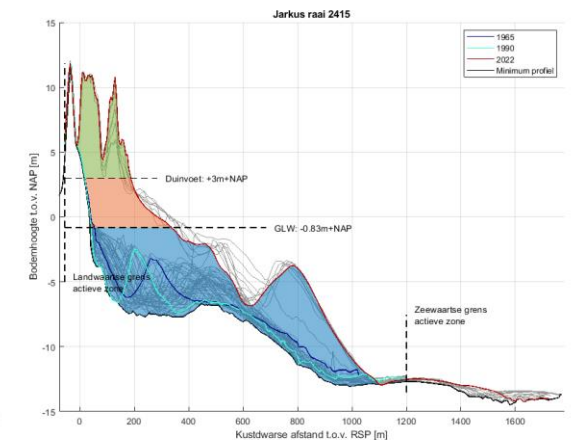 Jarkus raai 2415
1965
1990
2022
Minimum profiel
Bodemhoogte t.o.v. NAP [m]
15
10
5
0
-5
-10
-15
Duinvoet: +3m+NAP
GLW: -0.83m+NAP
Landwaartse grens
actieve zone
Zeewaartse grens
actieve zone
0
200
400
600
800
1000
1200
1400
1600
Kustdwarse afstand t.o.v. RSP [m]